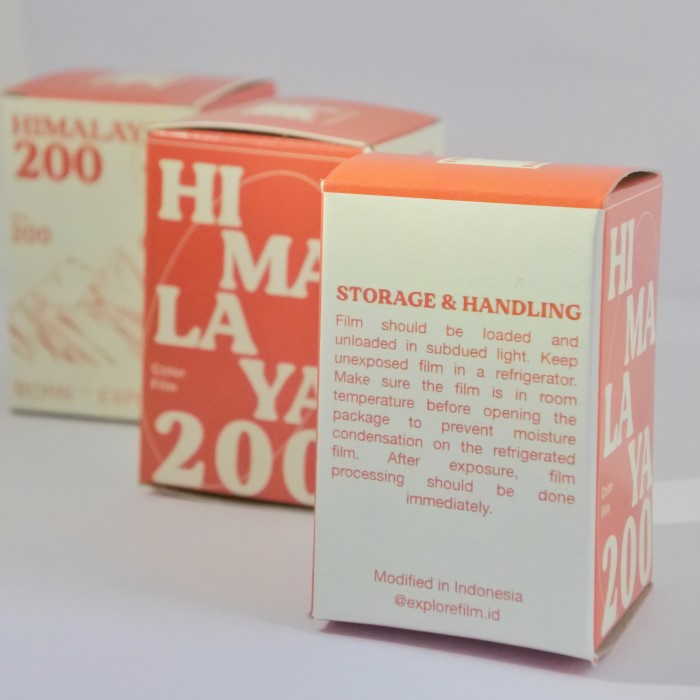 HIMALAYA
200
200
HI
MA
LA
YA
Color
Film
200
STORAGE & HANDLING
Film should be loaded and
unloaded in subdued light. Keep
unexposed film in a refrigerator.
Make sure the film is in room
temperature before opening the
package to prevent moisture
condensation on the refrigerated
film. After exposure, film
processing should be done
immediately.
Modified in Indonesia
@explorefilm.id
HI
MA
LA
YA
Color
Film
200